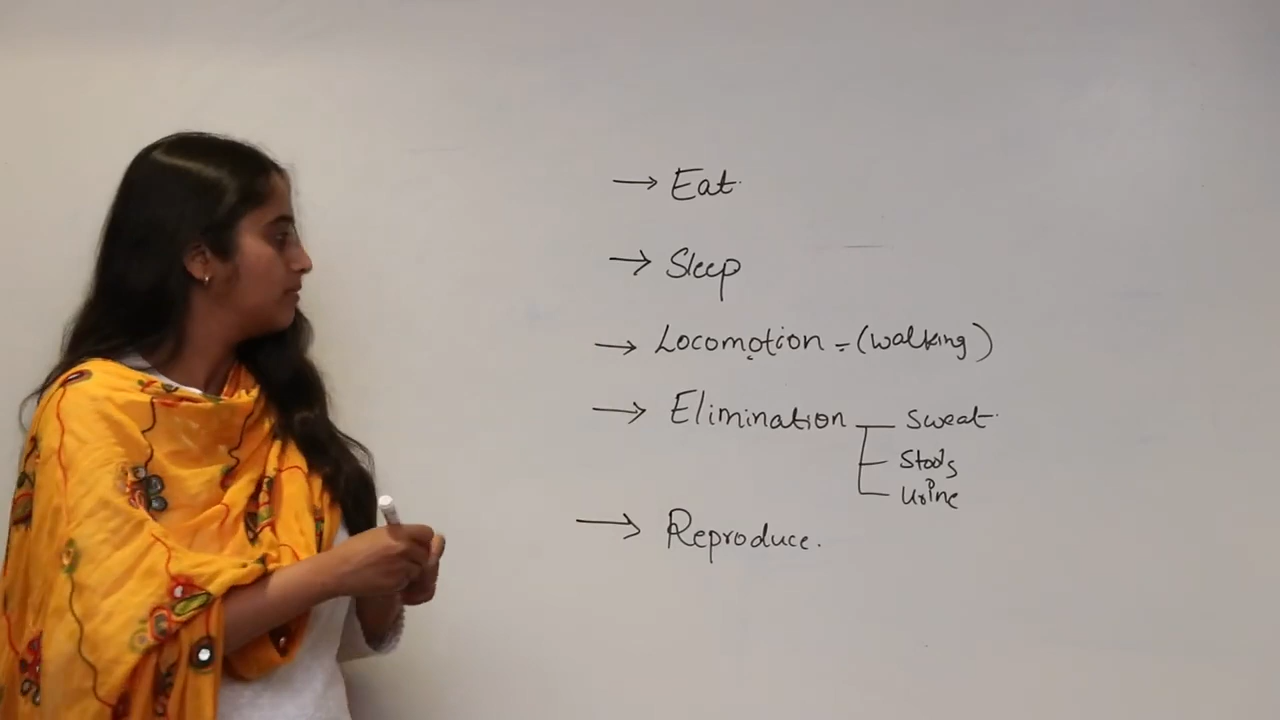 → Eat.
→ Sleep
→ Locomotion = (walking)
→ Elimination — Sweat.
Stools
Urine
→ Reproduce.